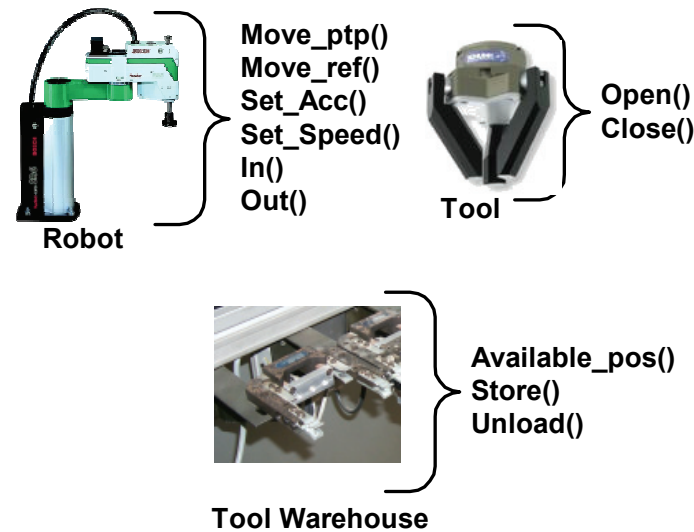 Move_ptp()
Move_ref()
Set_Acc()
Set_Speed()
In()
Out()
Robot
Open()
Close()
Tool
Available_pos()
Store()
Unload()
Tool Warehouse